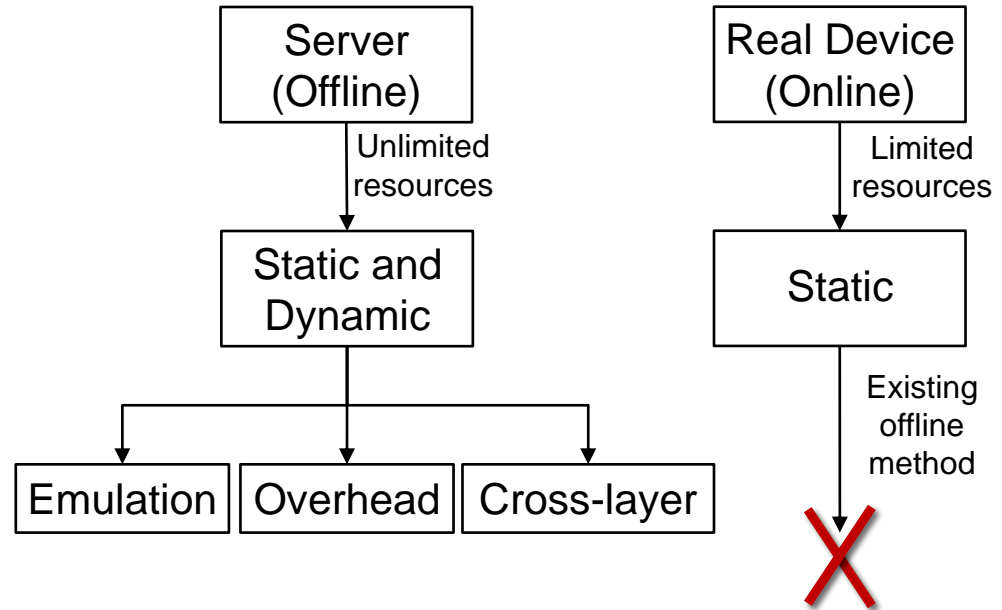 Server
(Offline)
Unlimited
resources
Static and
Dynamic
Emulation
Overhead
Cross-layer
Real Device
(Online)
Limited
resources
Static
Existing
offline
method